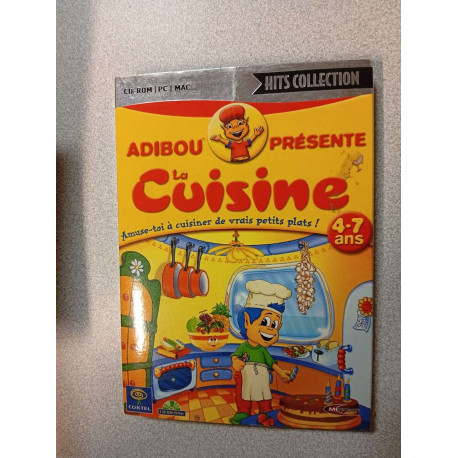 CD-ROM | PC | MAC
HITS COLLECTION
ADIBOU PRÉSENTE
La
Cuisine
Amuse-toi à cuisiner de vrais petits plats !
4-7
ans
COKTEL